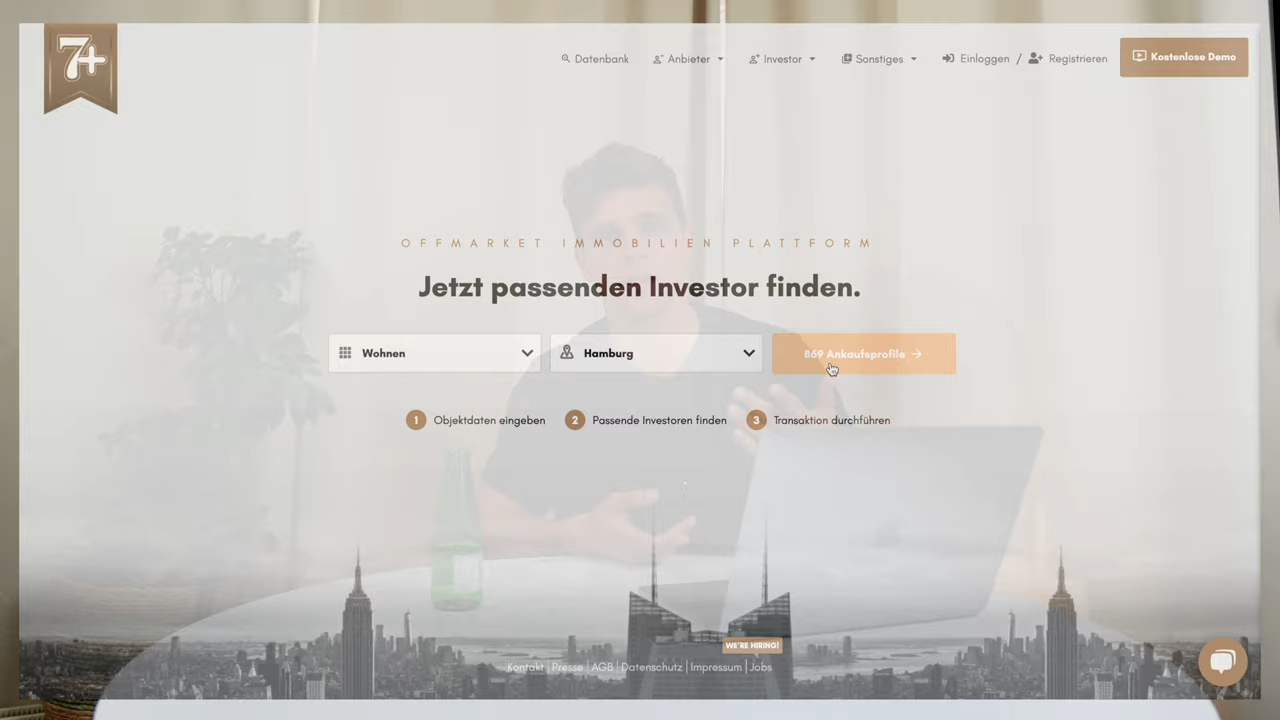 7+
Datenbank
Anbieter
Investor
Sonstiges
Einloggen / Registrieren
Kostenlose Demo
OFFMARKET IMMOBILIEN PLATTFORM
Jetzt passenden Investor finden.
Wohnen
Hamburg
869 Ankaufsprofile →
1 Objektdaten eingeben
2 Passende Investoren finden
3 Transaktion durchführen
WE'RE HIRING!
Kontakt | Presse | AGB | Datenschutz | Impressum | Jobs